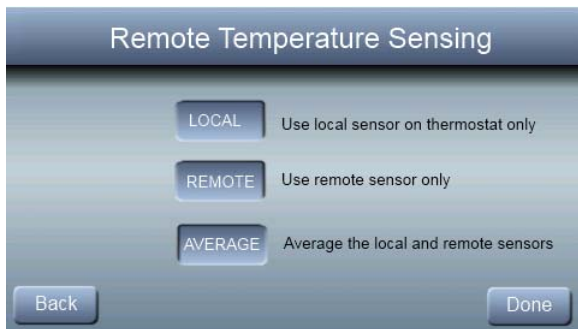 Remote Temperature Sensing
LOCAL Use local sensor on thermostat only
REMOTE Use remote sensor only
AVERAGE Average the local and remote sensors
Back Done